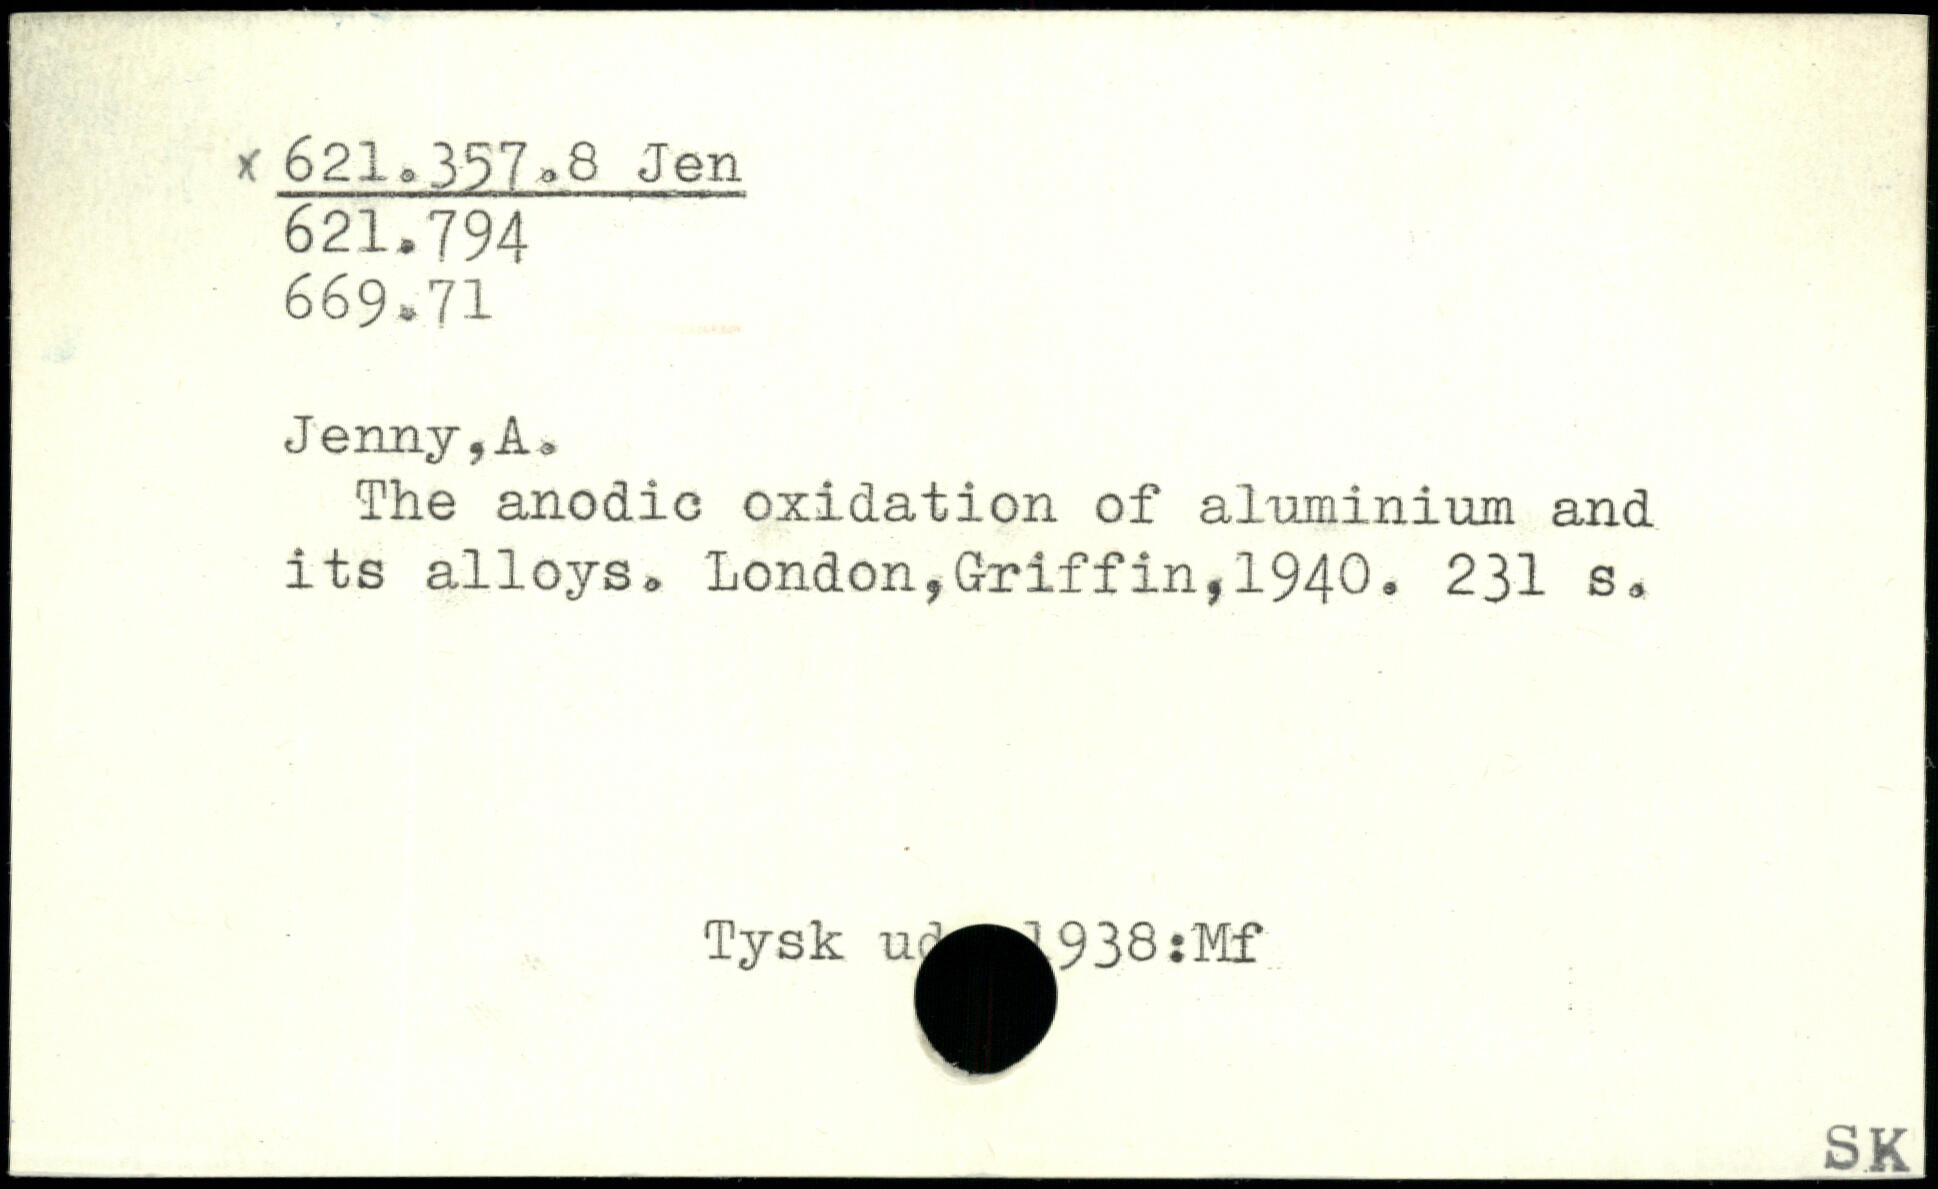 x 621.357.8 Jen
621.794
669.71
Jenny,A.
The anodic oxidation of aluminium and
its alloys. London,Griffin,1940. 231 s.
Tysk 1938:Mf
SK